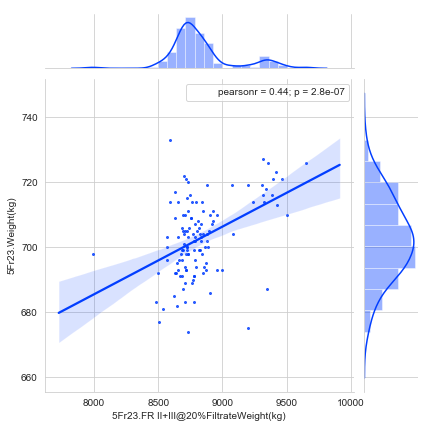 pearsonr = 0.44; p = 2.8e-07
740
720
700
680
660
5Fr23.Weight(kg)
8000 8500 9000 9500 10000
5Fr23.FR II+III@20%FiltrateWeight(kg)